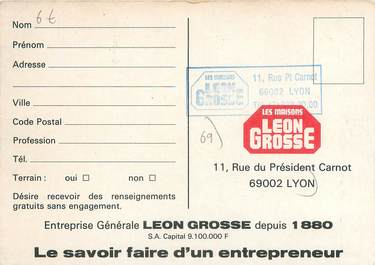 6€
Nom
Prénom
Adresse
Ville
Code Postal
Profession
Tél.
Terrain : oui non
Désire recevoir des renseignements
gratuits sans engagement.
LES MAISONS
LEON
GROSSE
11, Rue Pt Carnot
69002 LYON
69)
LES MAISONS
LEON
GROSSE
11, Rue du Président Carnot
69002 LYON
Entreprise Générale LEON GROSSE depuis 1880
S.A. Capital 9.100.000 F
Le savoir faire d'un entrepreneur